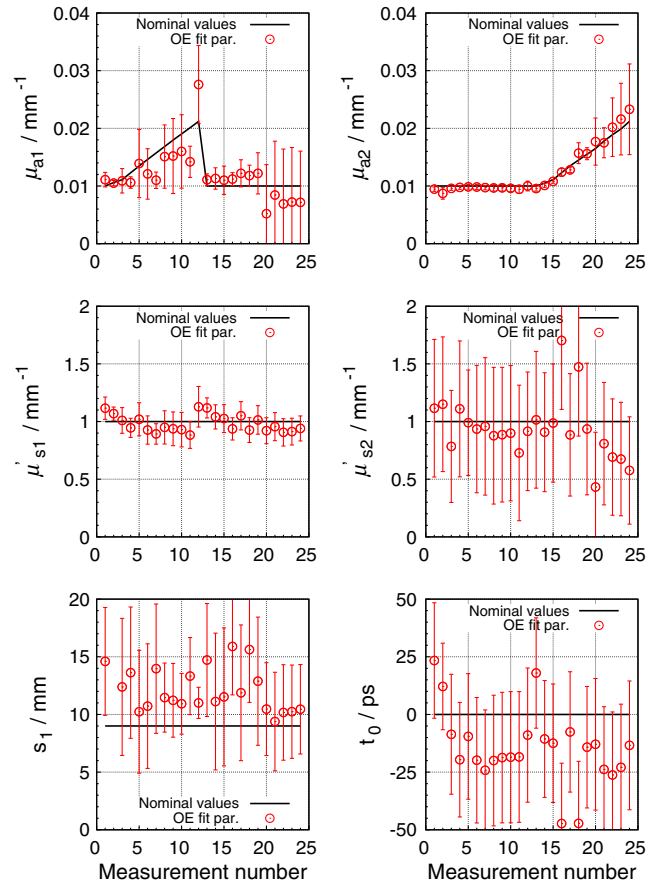 Nominal values
OE fit par.
0.04
0.03
0.02
0.01
0
μa1 / mm-1
0 5 10 15 20 25
Nominal values
OE fit par.
0.04
0.03
0.02
0.01
0
μa2 / mm-1
0 5 10 15 20 25
Nominal values
OE fit par.
2
1.5
1
0.5
0
μ's1 / mm-1
0 5 10 15 20 25
Nominal values
OE fit par.
2
1.5
1
0.5
0
μ's2 / mm-1
0 5 10 15 20 25
20
15
10
5
0
s1 / mm
Nominal values
OE fit par.
0 5 10 15 20 25
Measurement number
Nominal values
OE fit par.
50
25
0
-25
-50
t0 / ps
0 5 10 15 20 25
Measurement number